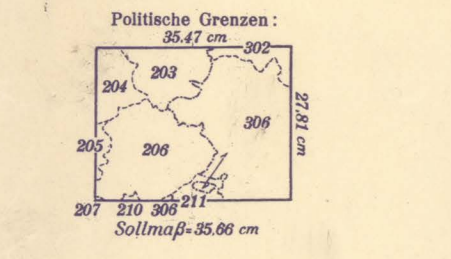 Politische Grenzen:
35.47 cm
302
203
204
27,81 cm
306
205
206
211
207 210 306
Sollmaß=35,66 cm